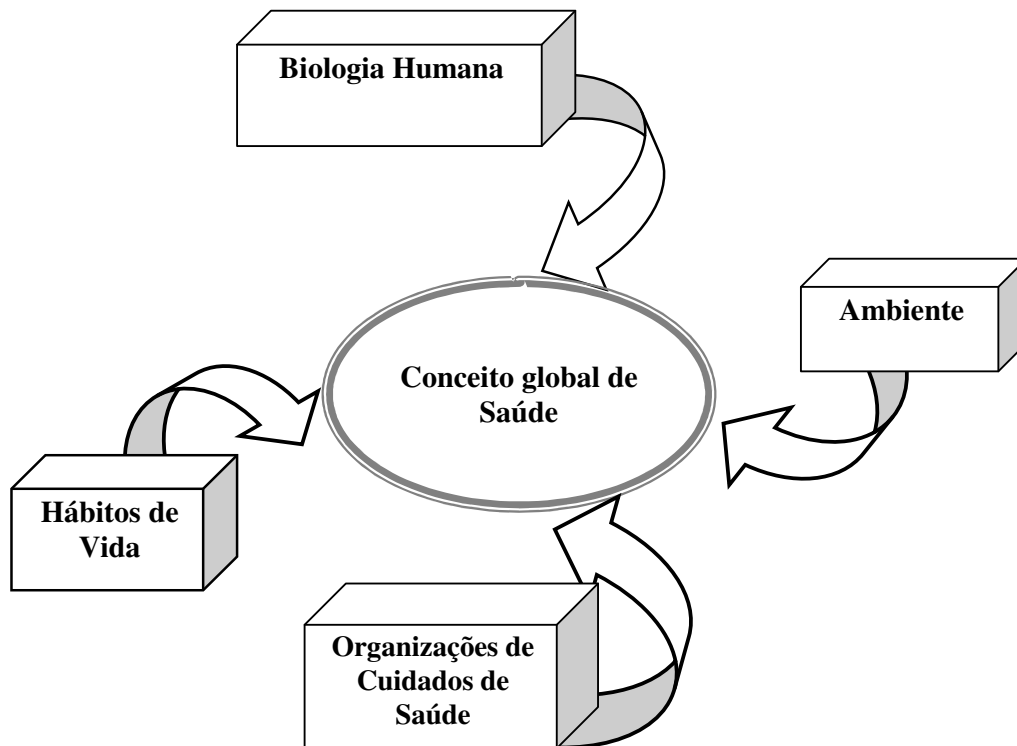 Biologia Humana
Ambiente
Conceito global de
Saúde
Hábitos de
Vida
Organizações de
Cuidados de
Saúde